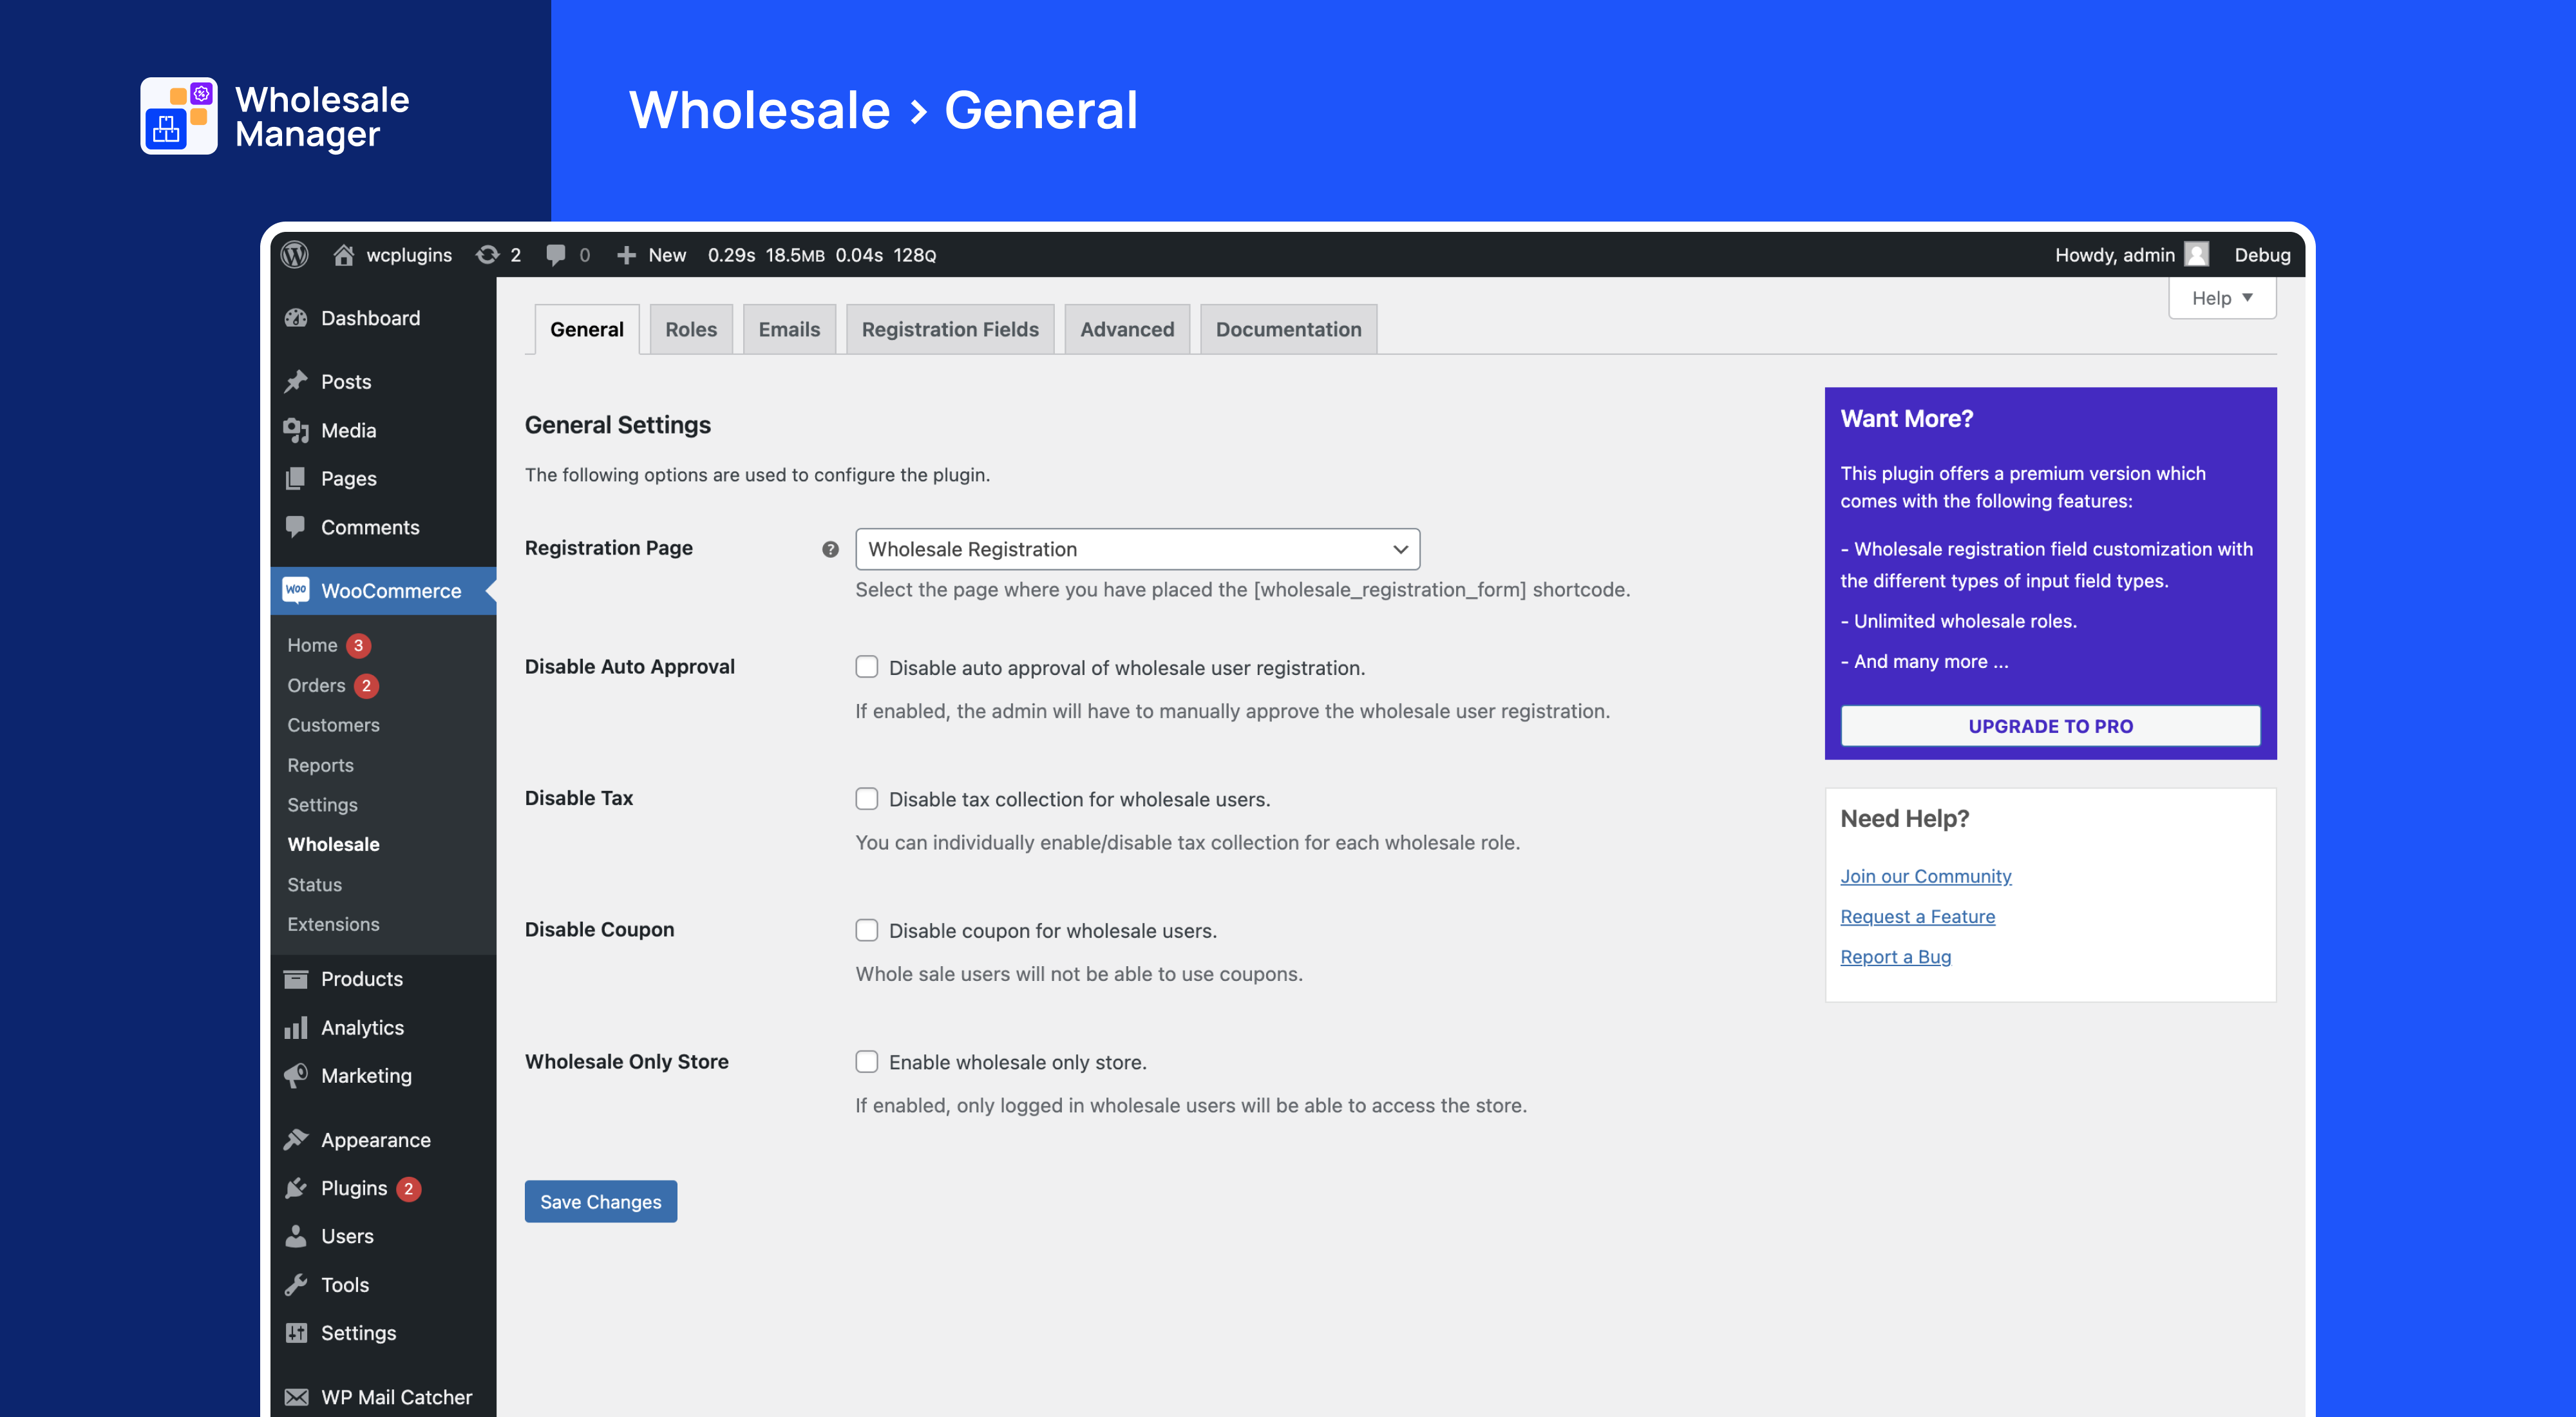 Wholesale
Manager
Wholesale › General
wcplugins 2 0 New 0.29s 18.5MB 0.04s 128Q Howdy, admin Debug
Help
General Roles Emails Registration Fields Advanced Documentation
Dashboard
Posts
Media
Pages
Comments
Woo WooCommerce
Home 3
Orders 2
Customers
Reports
Settings
Wholesale
Status
Extensions
Products
Analytics
Marketing
Appearance
Plugins 2
Users
Tools
Settings
WP Mail Catcher
General Settings
The following options are used to configure the plugin.
Registration Page ? Wholesale Registration
Select the page where you have placed the [wholesale_registration_form] shortcode.
Disable Auto Approval Disable auto approval of wholesale user registration.
If enabled, the admin will have to manually approve the wholesale user registration.
Disable Tax Disable tax collection for wholesale users.
You can individually enable/disable tax collection for each wholesale role.
Disable Coupon Disable coupon for wholesale users.
Whole sale users will not be able to use coupons.
Wholesale Only Store Enable wholesale only store.
If enabled, only logged in wholesale users will be able to access the store.
Save Changes
Want More?
This plugin offers a premium version which
comes with the following features:
- Wholesale registration field customization with
the different types of input field types.
- Unlimited wholesale roles.
- And many more ...
UPGRADE TO PRO
Need Help?
Join our Community
Request a Feature
Report a Bug